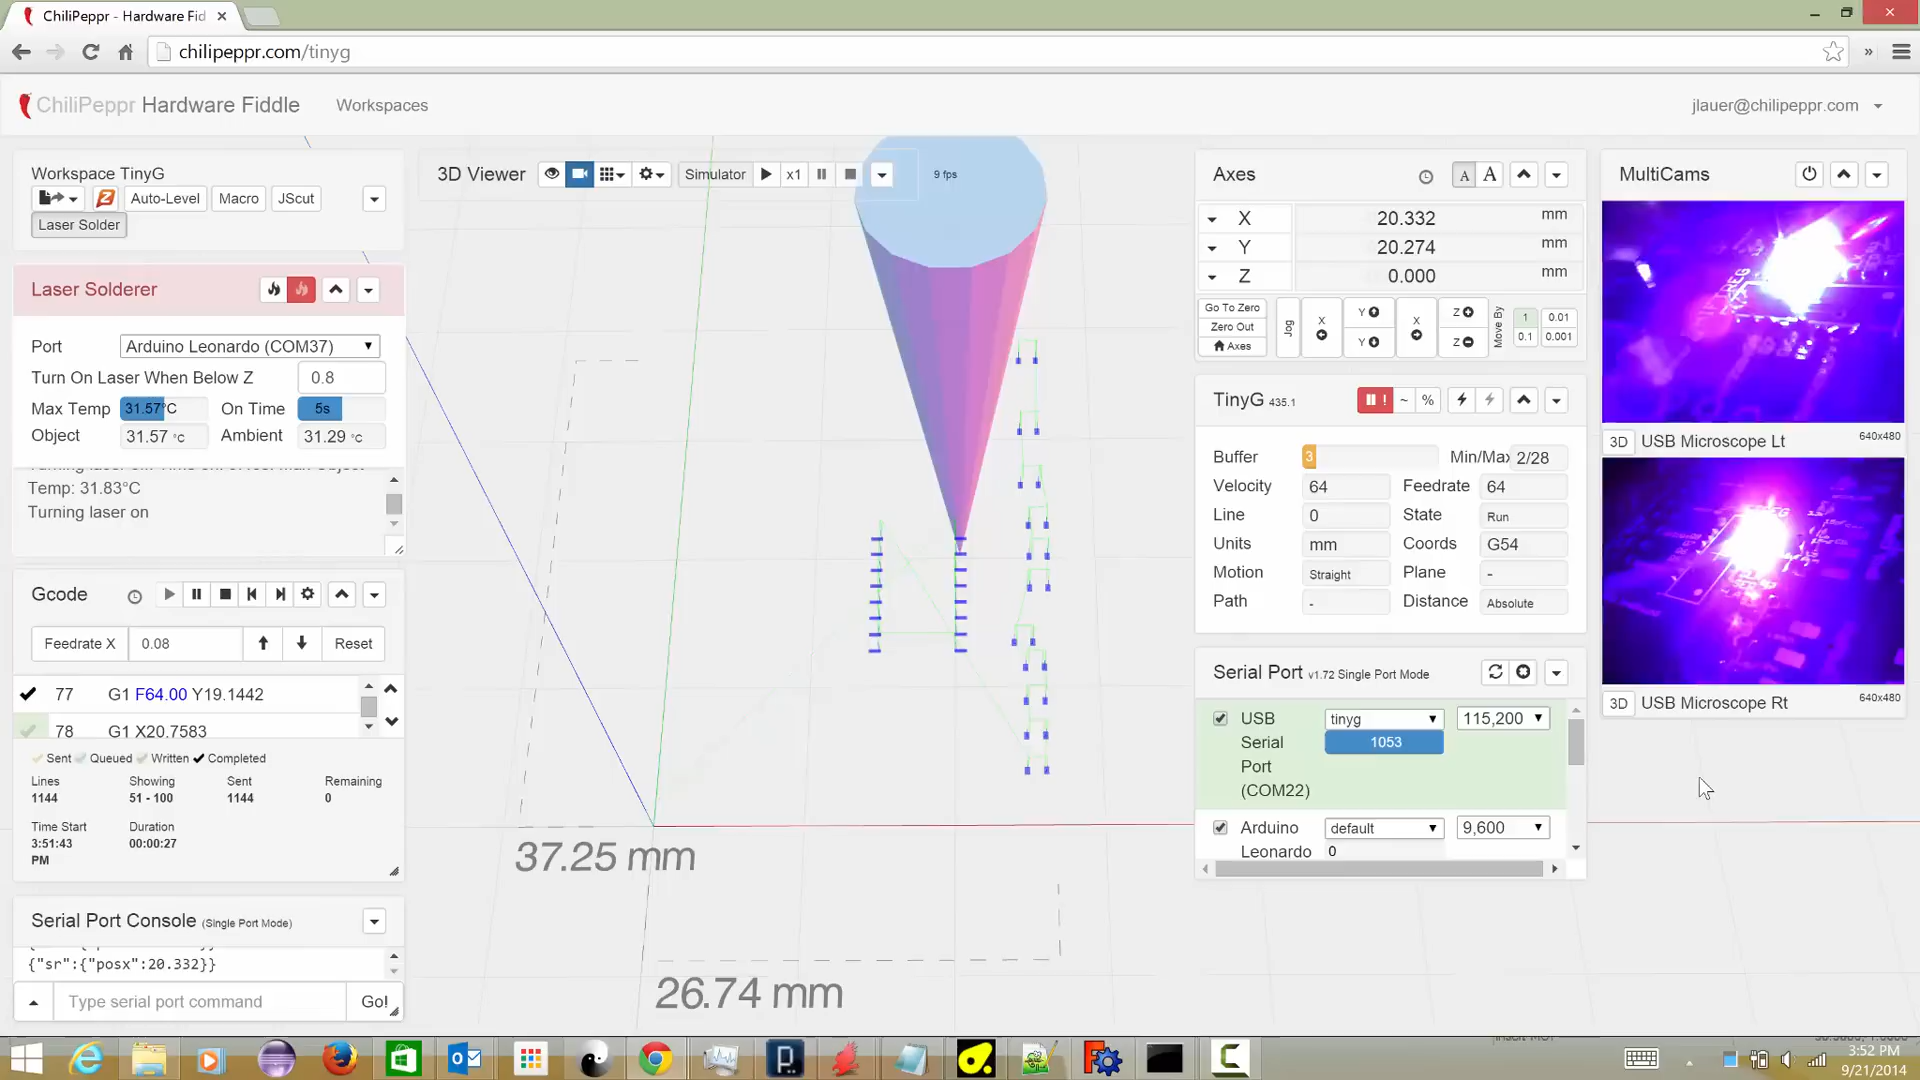 ChiliPeppr - Hardware Fid
chilipeppr.com/tinyg
ChiliPeppr Hardware Fiddle
Workspaces
jlauer@chilipeppr.com
Workspace TinyG
Auto-Level
Macro
JScut
Laser Solder
Laser Solderer
Port
Arduino Leonardo (COM37)
Turn On Laser When Below Z
0.8
Max Temp
31.57°C
On Time
5s
Object
31.57 °C
Ambient
31.29 °C
Temp: 31.83°C
Turning laser on
Gcode
Feedrate X
0.08
Reset
77 G1 F64.00 Y19.1442
78 G1 X20.7583
Sent Queued Written Completed
Lines Showing Sent Remaining
1144 51 - 100 1144 0
Time Start Duration
3:51:43 00:00:27
PM
Serial Port Console (Single Port Mode)
{"sr":{"posx":20.332}}
Type serial port command
Go!
3D Viewer
Simulator
x1
9 fps
37.25 mm
26.74 mm
Axes
A A
X 20.332 mm
Y 20.274 mm
Z 0.000 mm
Go To Zero
Zero Out
Axes
Jog
X
Y
Y
X
Z
Z
Move By
1 0.01
0.1 0.001
TinyG 435.1
! ~ %
Buffer 3 Min/Max 2/28
Velocity 64 Feedrate 64
Line 0 State Run
Units mm Coords G54
Motion Straight Plane -
Path - Distance Absolute
Serial Port v1.72 Single Port Mode
USB Serial Port (COM22)
tinyg
115,200
1053
Arduino Leonardo
default
9,600
0
MultiCams
3D USB Microscope Lt 640x480
3D USB Microscope Rt 640x480
3:52 PM
9/21/2014